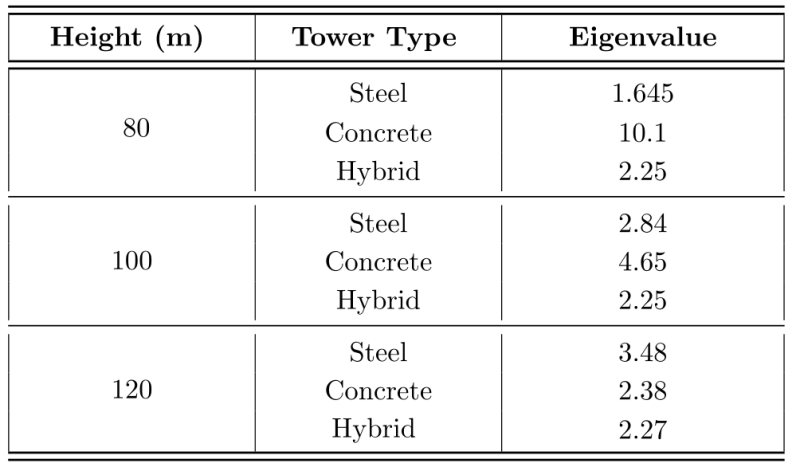 Height (m) Tower Type Eigenvalue
Steel 1.645
80 Concrete 10.1
Hybrid 2.25
Steel 2.84
100 Concrete 4.65
Hybrid 2.25
Steel 3.48
120 Concrete 2.38
Hybrid 2.27